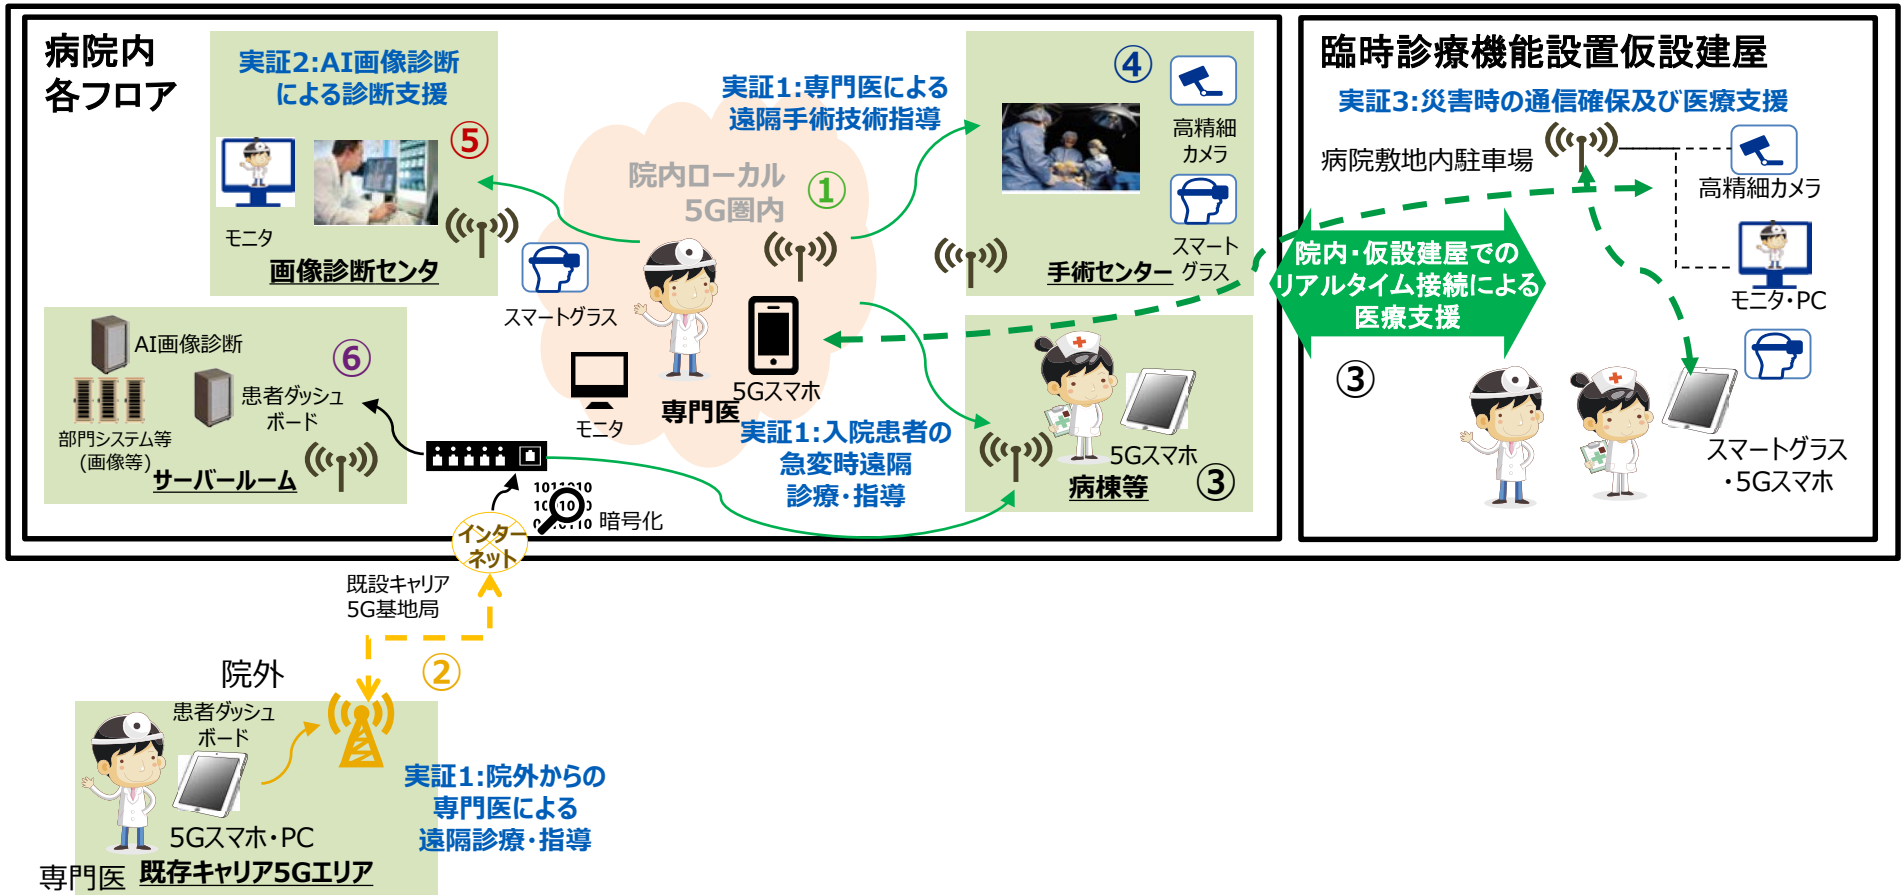 病院内
各フロア
実証2:AI画像診断
による診断支援
⑤
モニタ
画像診断センタ
実証1:専門医による
遠隔手術技術指導
④
高精細
カメラ
スマート
グラス
手術センター
院内ローカル
5G圏内
①
スマートグラス
モニタ
専門医
5Gスマホ
AI画像診断
⑥
患者ダッシュ
ボード
部門システム等
(画像等)
サーバールーム
実証1:入院患者の
急変時遠隔
診療・指導
5Gスマホ
病棟等
③
暗号化
インター
ネット
臨時診療機能設置仮設建屋
実証3:災害時の通信確保及び医療支援
病院敷地内駐車場
高精細カメラ
モニタ・PC
院内・仮設建屋での
リアルタイム接続による
医療支援
③
スマートグラス
・5Gスマホ
既設キャリア
5G基地局
②
院外
患者ダッシュ
ボード
5Gスマホ・PC
専門医
既存キャリア5Gエリア
実証1:院外からの
専門医による
遠隔診療・指導